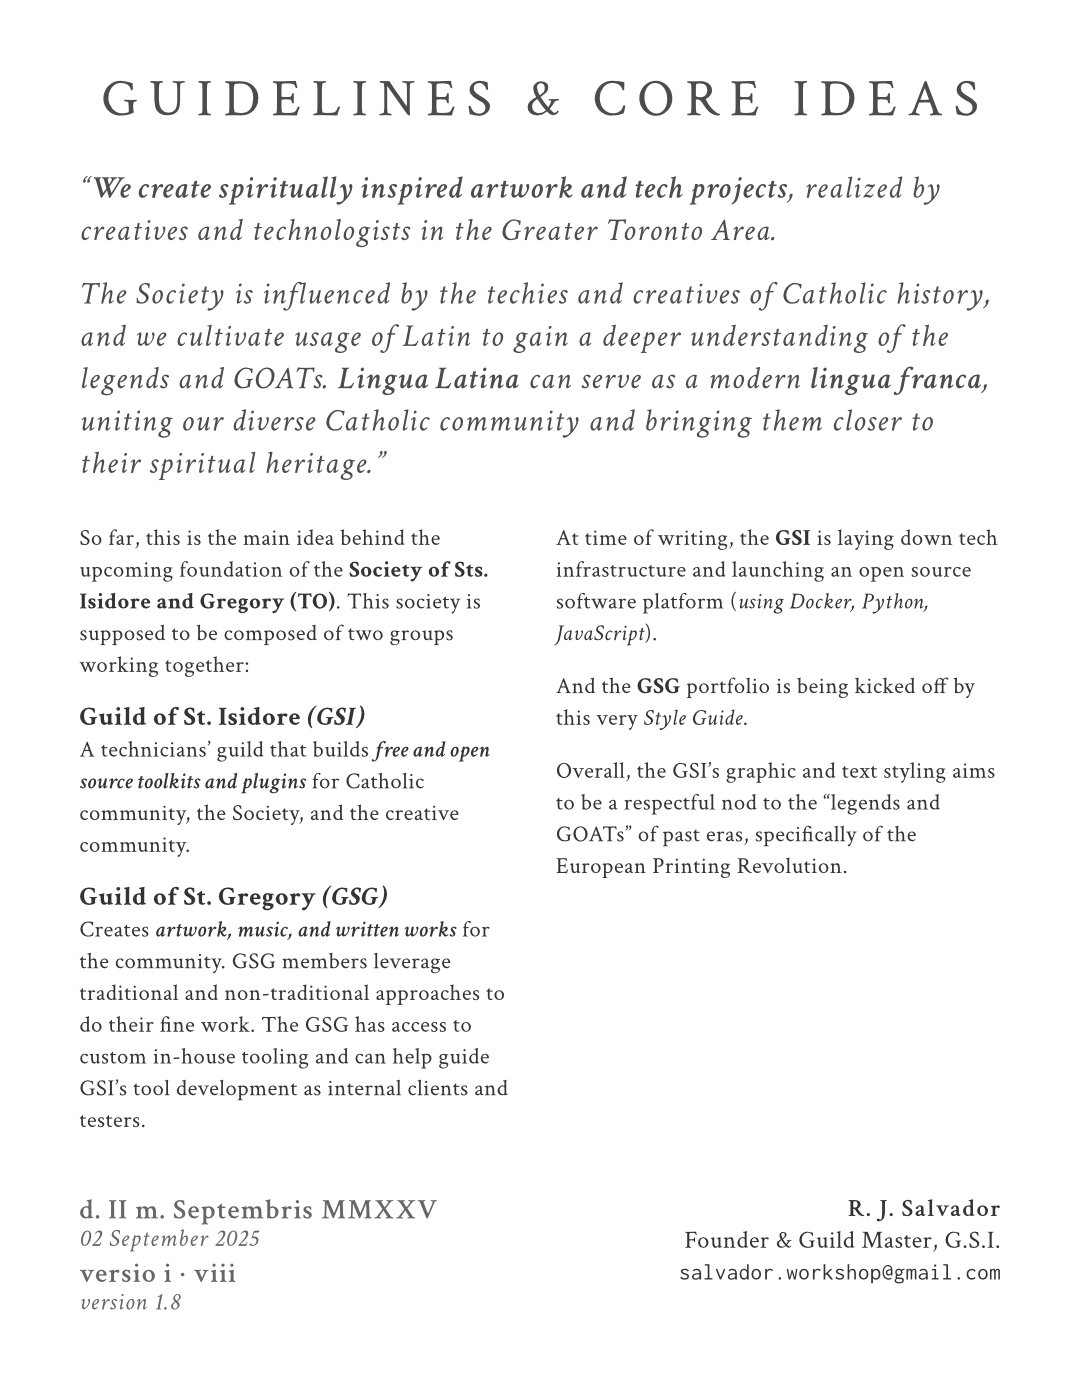 GUIDELINES & CORE IDEAS
“We create spiritually inspired artwork and tech projects, realized by
creatives and technologists in the Greater Toronto Area.
The Society is influenced by the techies and creatives of Catholic history,
and we cultivate usage of Latin to gain a deeper understanding of the
legends and GOATs. Lingua Latina can serve as a modern lingua franca,
uniting our diverse Catholic community and bringing them closer to
their spiritual heritage.”
So far, this is the main idea behind the
upcoming foundation of the Society of Sts.
Isidore and Gregory (TO). This society is
supposed to be composed of two groups
working together:
Guild of St. Isidore (GSI)
A technicians’ guild that builds free and open
source toolkits and plugins for Catholic
community, the Society, and the creative
community.
Guild of St. Gregory (GSG)
Creates artwork, music, and written works for
the community. GSG members leverage
traditional and non-traditional approaches to
do their fine work. The GSG has access to
custom in-house tooling and can help guide
GSI’s tool development as internal clients and
testers.
At time of writing, the GSI is laying down tech
infrastructure and launching an open source
software platform (using Docker, Python,
JavaScript).
And the GSG portfolio is being kicked off by
this very Style Guide.
Overall, the GSI’s graphic and text styling aims
to be a respectful nod to the “legends and
GOATs” of past eras, specifically of the
European Printing Revolution.
d. II m. Septembris MMXXV
02 September 2025
versio i · viii
version 1.8
R. J. Salvador
Founder & Guild Master, G.S.I.
salvador.workshop@gmail.com